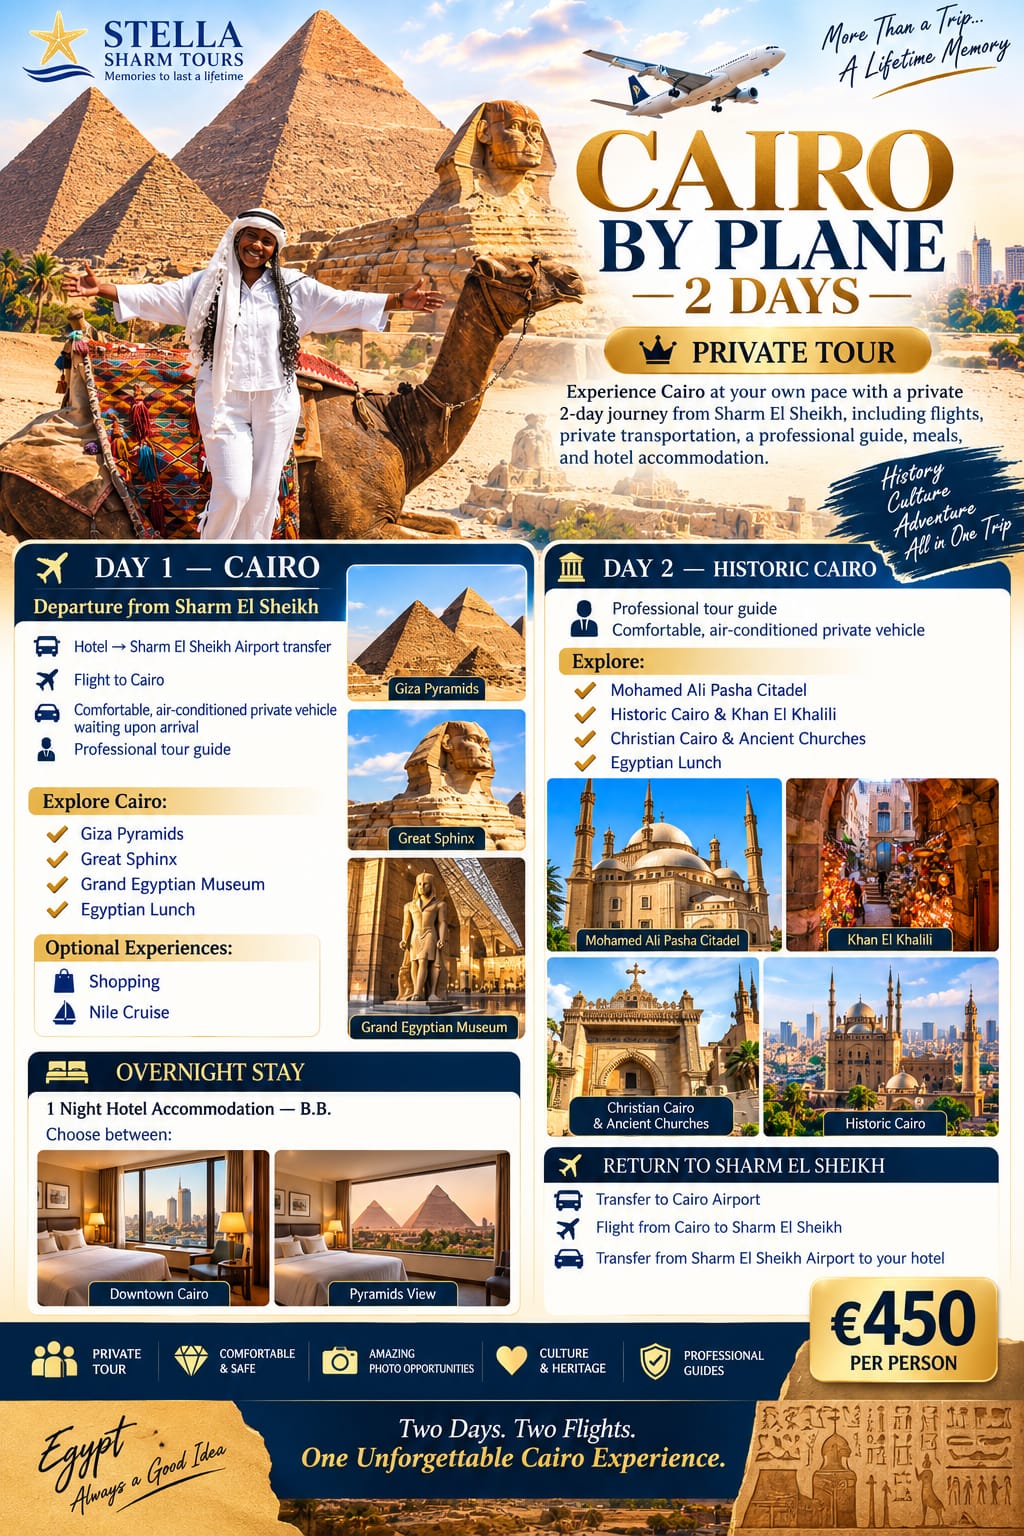 STELLA
SHARM TOURS
Memories to last a lifetime
More Than a Trip...
A Lifetime Memory
CAIRO
BY PLANE
— 2 DAYS —
PRIVATE TOUR
Experience Cairo at your own pace with a private
2-day journey from Sharm El Sheikh, including flights,
private transportation, a professional guide, meals,
and hotel accommodation.
History
Culture
Adventure
All in One Trip
DAY 1 — CAIRO
Departure from Sharm El Sheikh
Hotel → Sharm El Sheikh Airport transfer
Flight to Cairo
Comfortable, air-conditioned private vehicle
waiting upon arrival
Professional tour guide
Explore Cairo:
Giza Pyramids
Great Sphinx
Grand Egyptian Museum
Egyptian Lunch
Optional Experiences:
Shopping
Nile Cruise
Giza Pyramids
Great Sphinx
Grand Egyptian Museum
OVERNIGHT STAY
1 Night Hotel Accommodation — B.B.
Choose between:
Downtown Cairo
Pyramids View
DAY 2 — HISTORIC CAIRO
Professional tour guide
Comfortable, air-conditioned private vehicle
Explore:
Mohamed Ali Pasha Citadel
Historic Cairo & Khan El Khalili
Christian Cairo & Ancient Churches
Egyptian Lunch
Mohamed Ali Pasha Citadel
Khan El Khalili
Christian Cairo
& Ancient Churches
Historic Cairo
RETURN TO SHARM EL SHEIKH
Transfer to Cairo Airport
Flight from Cairo to Sharm El Sheikh
Transfer from Sharm El Sheikh Airport to your hotel
€450
PER PERSON
PRIVATE
TOUR
COMFORTABLE
& SAFE
AMAZING
PHOTO OPPORTUNITIES
CULTURE
& HERITAGE
PROFESSIONAL
GUIDES
Egypt
Always a Good Idea
Two Days. Two Flights.
One Unforgettable Cairo Experience.